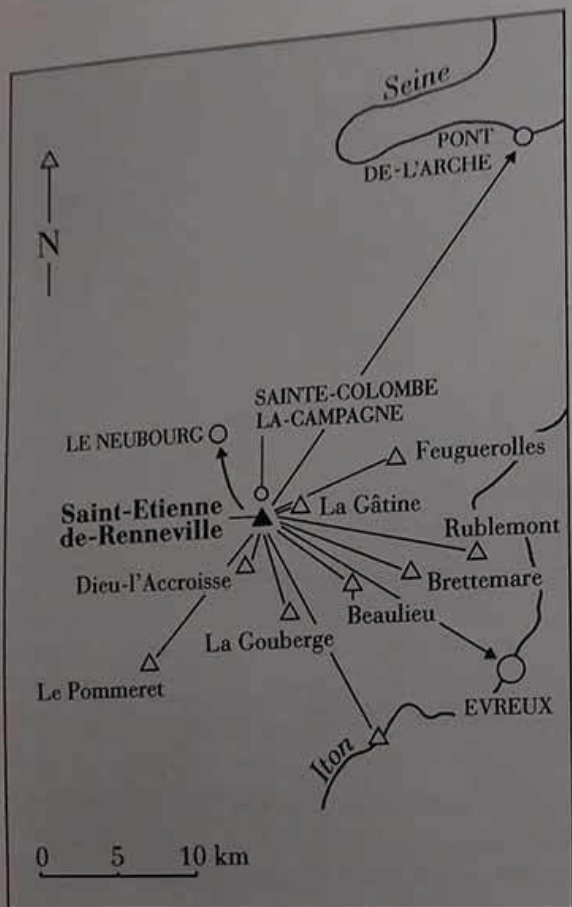 Seine
PONT
DE-L'ARCHE
N
SAINTE-COLOMBE
LA-CAMPAGNE
LE NEUBOURG
Feuguerolles
La Gâtine
Saint-Etienne
de-Renneville
Rublemont
Dieu-l'Accroisse
Brettemare
Beaulieu
La Gouberge
Le Pommeret
EVREUX
Iton
0 5 10 km